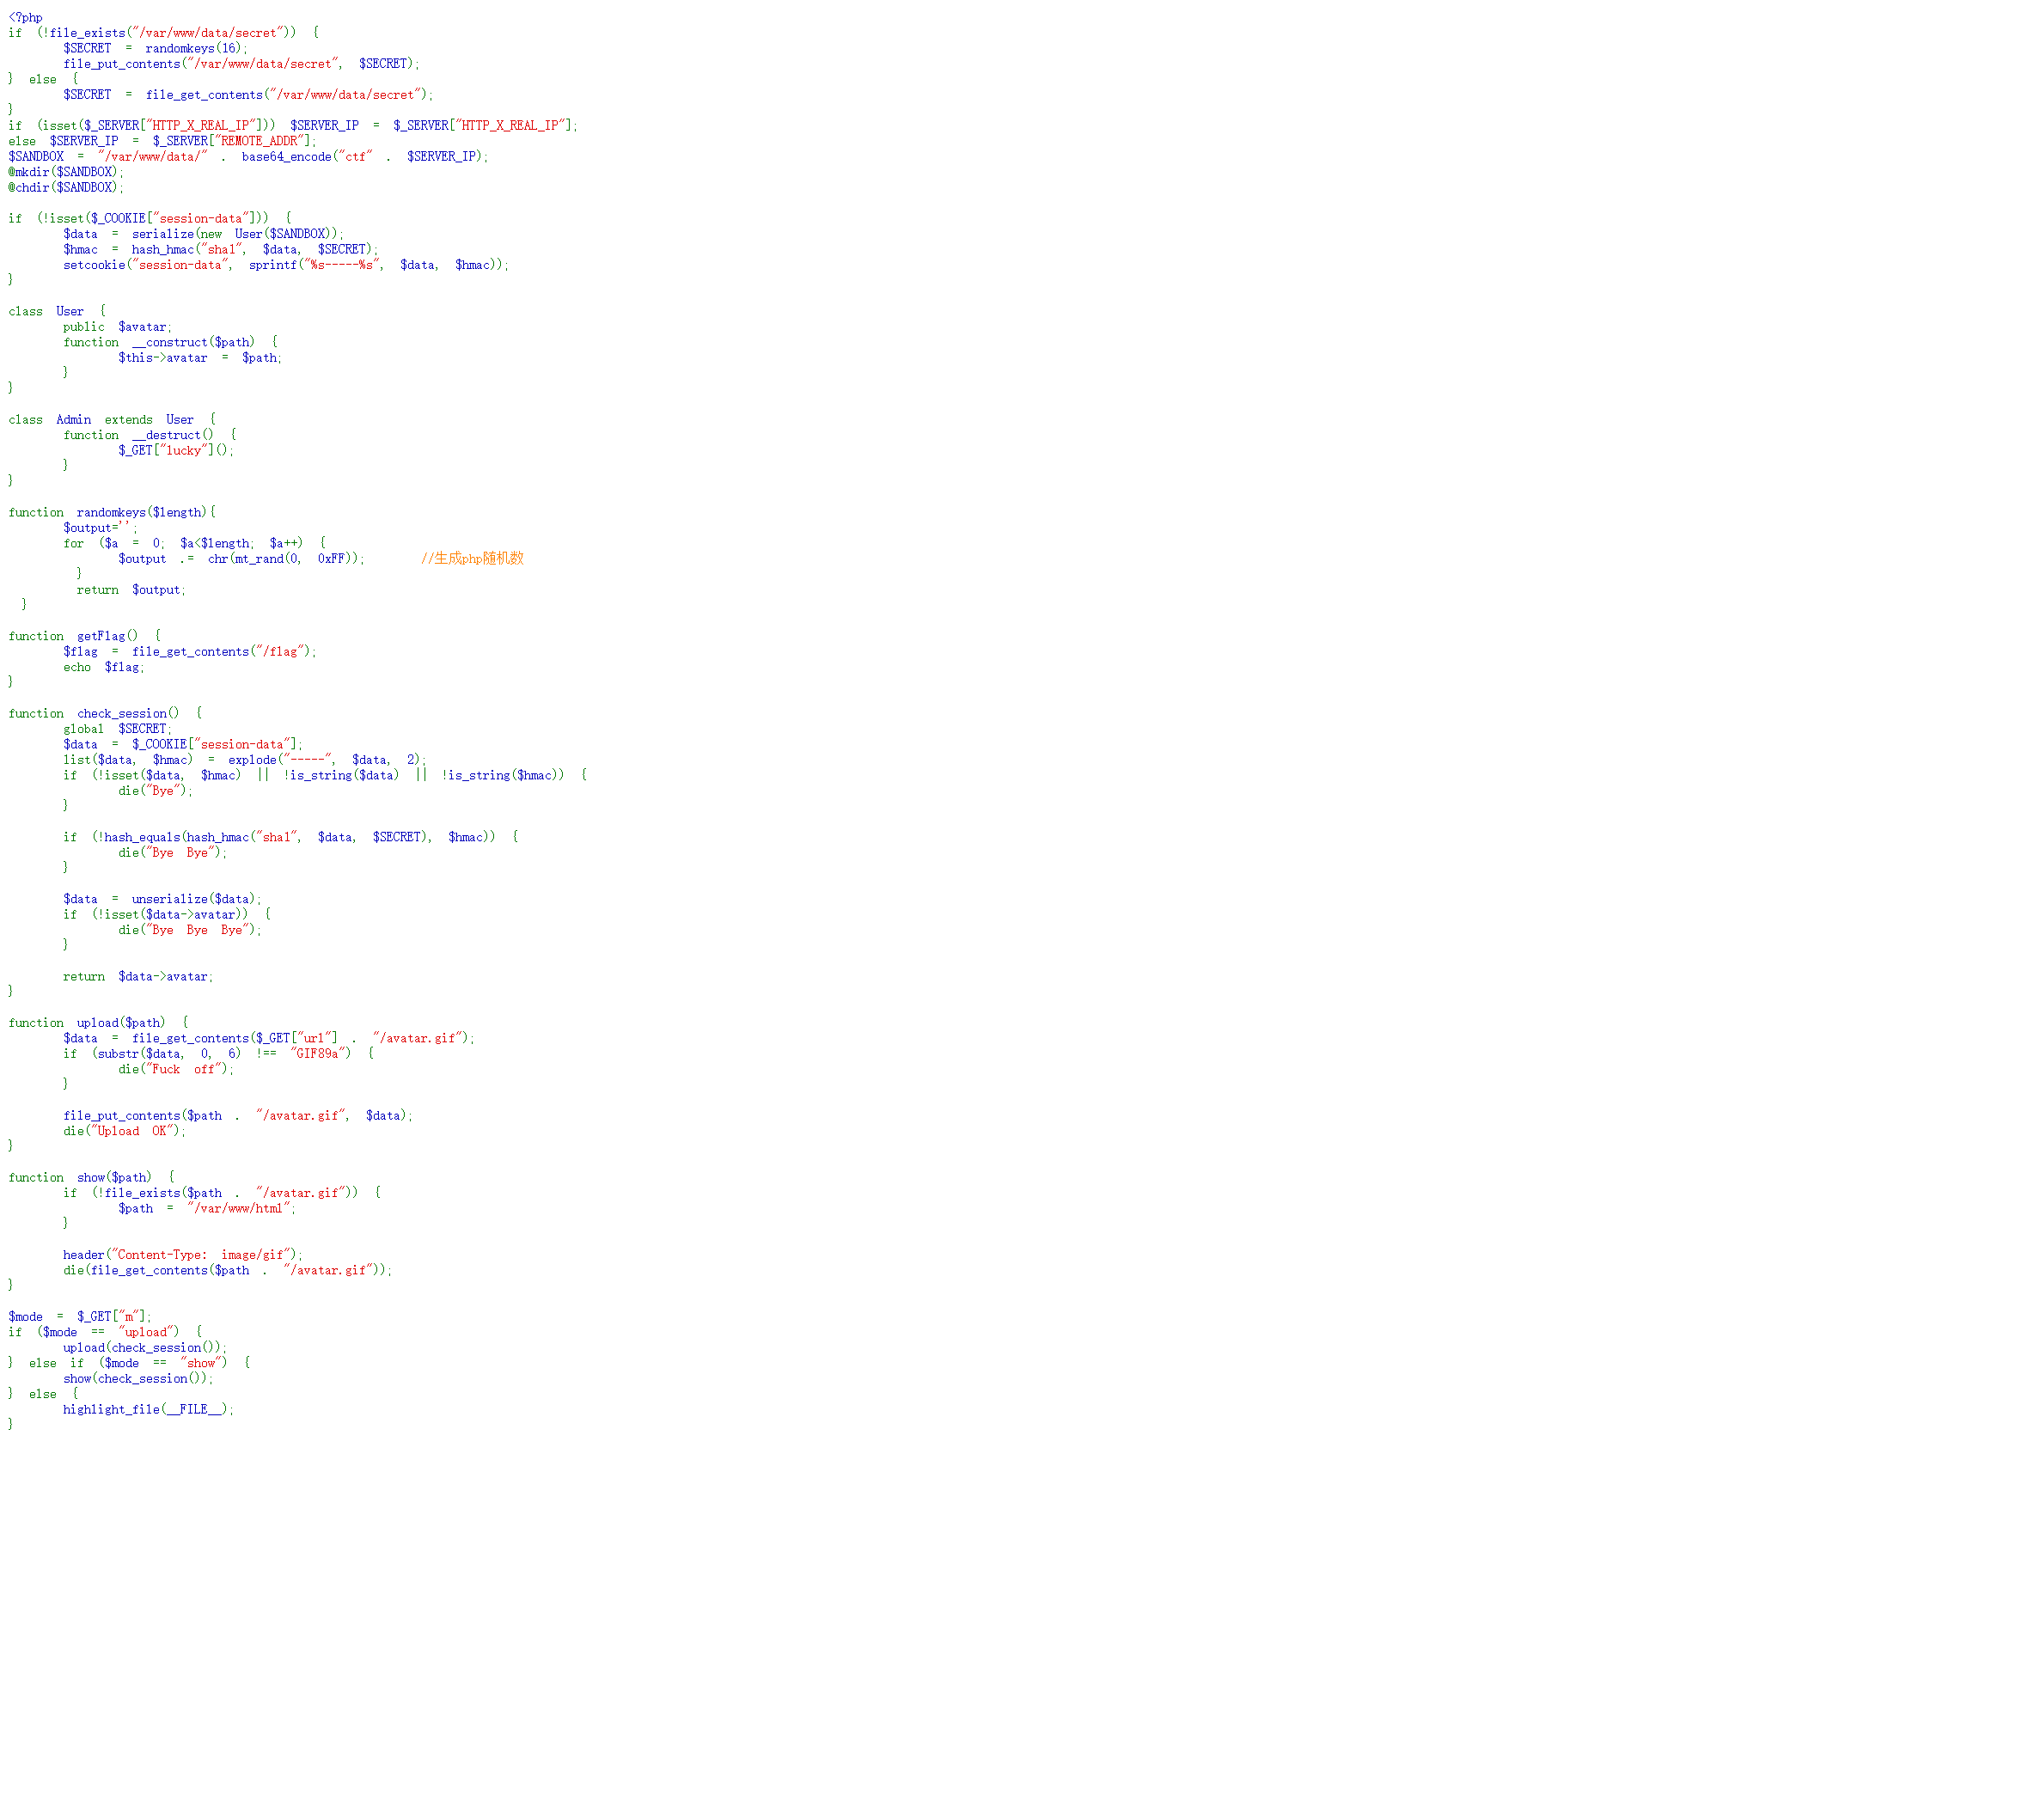 <?php
if (!file_exists("/var/www/data/secret")) {
        $SECRET = randomkeys(16);
        file_put_contents("/var/www/data/secret", $SECRET);
} else {
        $SECRET = file_get_contents("/var/www/data/secret");
}
if (isset($_SERVER["HTTP_X_REAL_IP"])) $SERVER_IP = $_SERVER["HTTP_X_REAL_IP"];
else $SERVER_IP = $_SERVER["REMOTE_ADDR"];
$SANDBOX = "/var/www/data/" . base64_encode("ctf" . $SERVER_IP);
@mkdir($SANDBOX);
@chdir($SANDBOX);

if (!isset($_COOKIE["session-data"])) {
        $data = serialize(new User($SANDBOX));
        $hmac = hash_hmac("sha1", $data, $SECRET);
        setcookie("session-data", sprintf("%s-----%s", $data, $hmac));
}

class User {
        public $avatar;
        function __construct($path) {
                $this->avatar = $path;
        }
}

class Admin extends User {
        function __destruct() {
                $_GET["lucky"]();
        }
}

function randomkeys($length){
        $output='';
        for ($a = 0; $a<$length; $a++) {
                $output .= chr(mt_rand(0, 0xFF));        //生成php随机数
          }
          return $output;
  }

function getFlag() {
        $flag = file_get_contents("/flag");
        echo $flag;
}

function check_session() {
        global $SECRET;
        $data = $_COOKIE["session-data"];
        list($data, $hmac) = explode("-----", $data, 2);
        if (!isset($data, $hmac) || !is_string($data) || !is_string($hmac)) {
                die("Bye");
        }

        if (!hash_equals(hash_hmac("sha1", $data, $SECRET), $hmac)) {
                die("Bye Bye");
        }

        $data = unserialize($data);
        if (!isset($data->avatar)) {
                die("Bye Bye Bye");
        }

        return $data->avatar;
}

function upload($path) {
        $data = file_get_contents($_GET["url"] . "/avatar.gif");
        if (substr($data, 0, 6) !== "GIF89a") {
                die("Fuck off");
        }

        file_put_contents($path . "/avatar.gif", $data);
        die("Upload OK");
}

function show($path) {
        if (!file_exists($path . "/avatar.gif")) {
                $path = "/var/www/html";
        }

        header("Content-Type: image/gif");
        die(file_get_contents($path . "/avatar.gif"));
}

$mode = $_GET["m"];
if ($mode == "upload") {
        upload(check_session());
} else if ($mode == "show") {
        show(check_session());
} else {
        highlight_file(__FILE__);
}